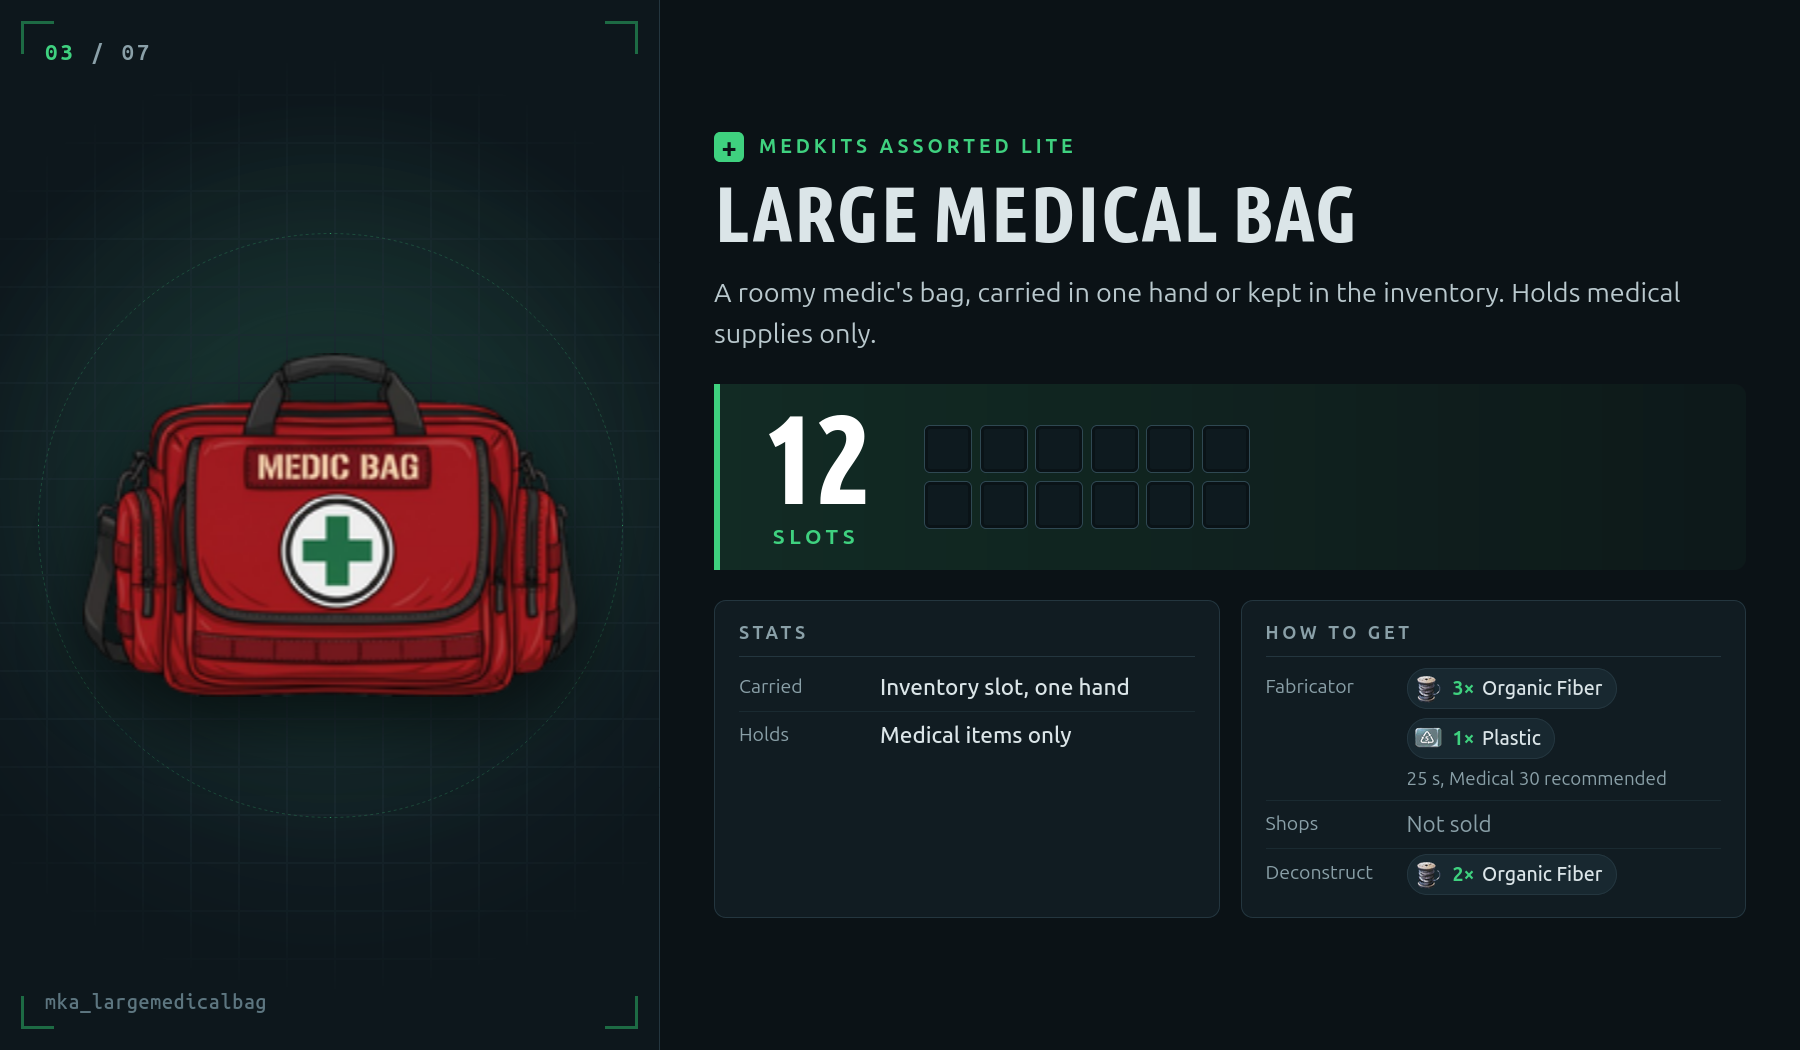 03 / 07
MEDIC BAG
mka_largemedicalbag
+ MEDKITS ASSORTED LITE
LARGE MEDICAL BAG
A roomy medic's bag, carried in one hand or kept in the inventory. Holds medical
supplies only.
12
SLOTS
STATS
Carried Inventory slot, one hand
Holds Medical items only
HOW TO GET
Fabricator 3× Organic Fiber
1× Plastic
25 s, Medical 30 recommended
Shops Not sold
Deconstruct 2× Organic Fiber